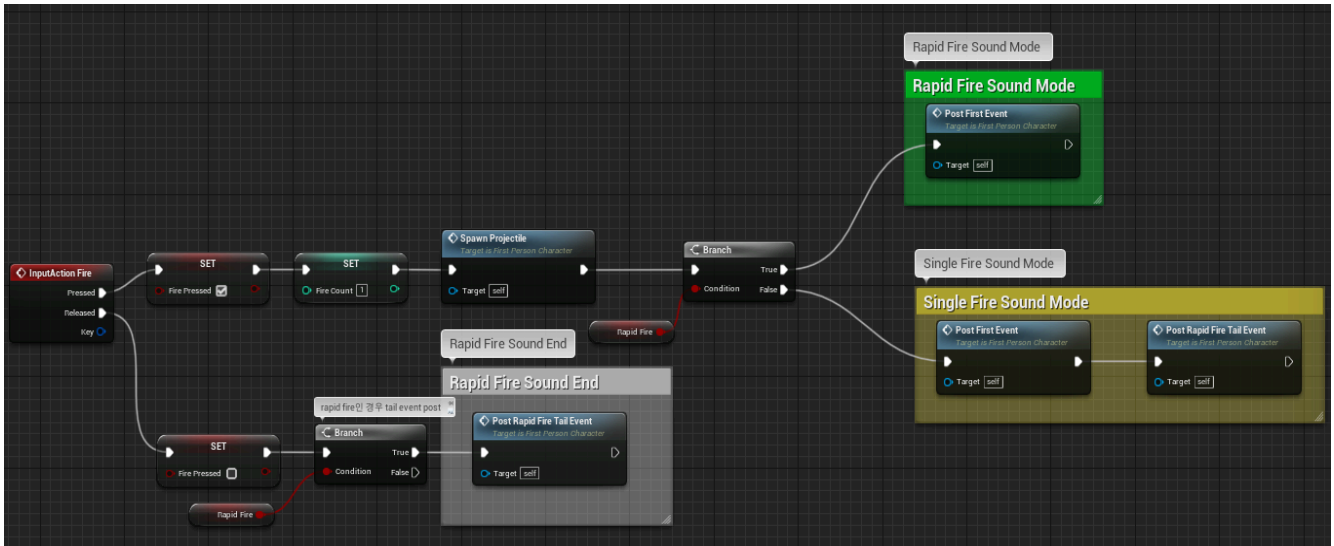 Rapid Fire Sound Mode
Rapid Fire Sound Mode
Post First Event
Target is First Person Character
Target self
InputAction Fire
Pressed
Released
Key
SET
Fire Pressed
SET
Fire Count 1
Spawn Projectile
Target is First Person Character
Target self
Branch
True
Condition False
Rapid Fire
Single Fire Sound Mode
Single Fire Sound Mode
Post First Event
Target is First Person Character
Target self
Post Rapid Fire Tail Event
Target is First Person Character
Target self
Rapid Fire Sound End
Rapid Fire Sound End
Post Rapid Fire Tail Event
Target is First Person Character
Target self
rapid fire인 경우 tail event post
Branch
True
Condition False
SET
Fire Pressed
Rapid Fire